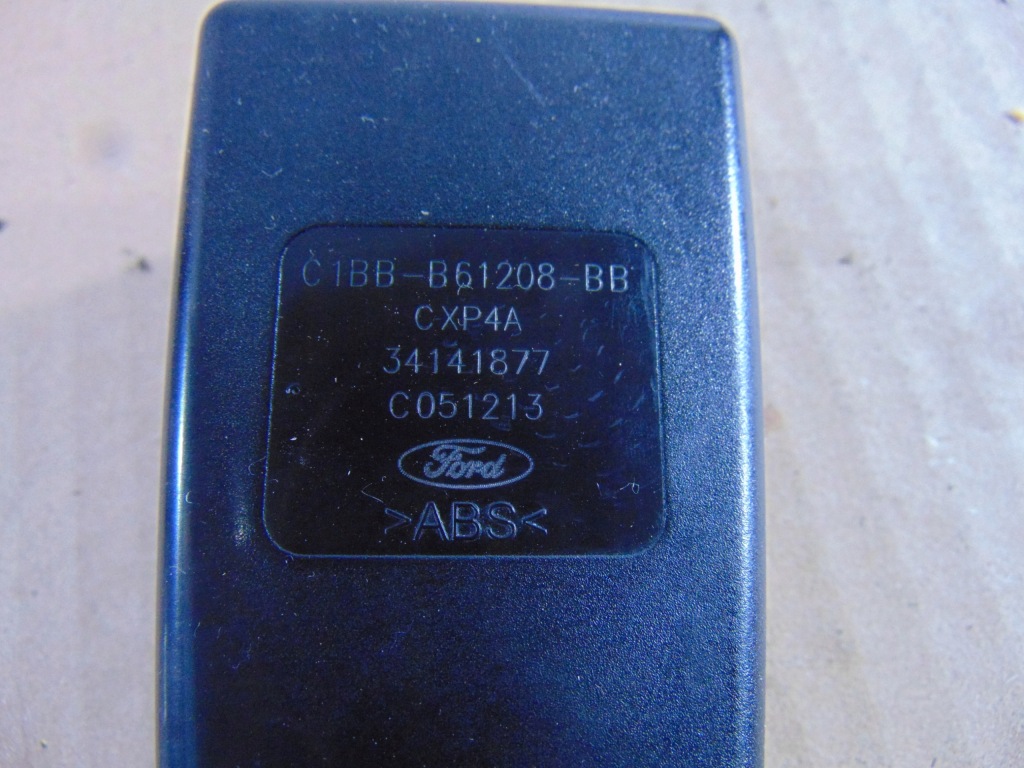 C1BB-B61208-BB
CXP4A
34141877
C051213
Ford
>ABS<